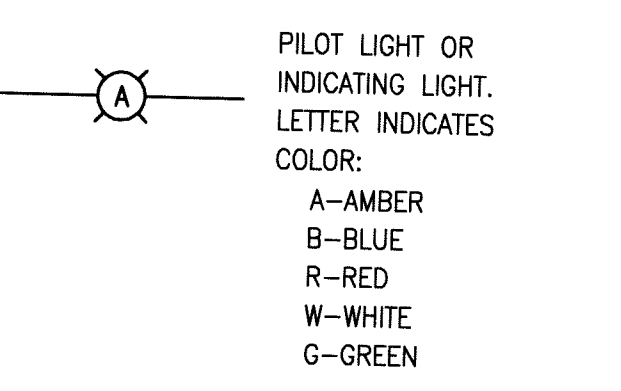 A
PILOT LIGHT OR
INDICATING LIGHT.
LETTER INDICATES
COLOR:
A-AMBER
B-BLUE
R-RED
W-WHITE
G-GREEN